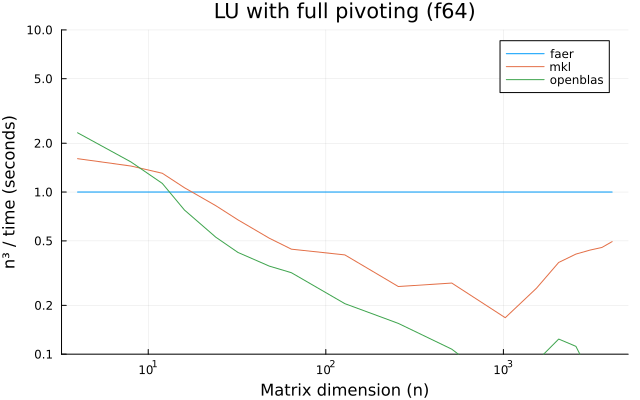 LU with full pivoting (f64)
faer
mkl
openblas
10.0
5.0
2.0
1.0
0.5
0.2
0.1
n³ / time (seconds)
10¹
10²
10³
Matrix dimension (n)